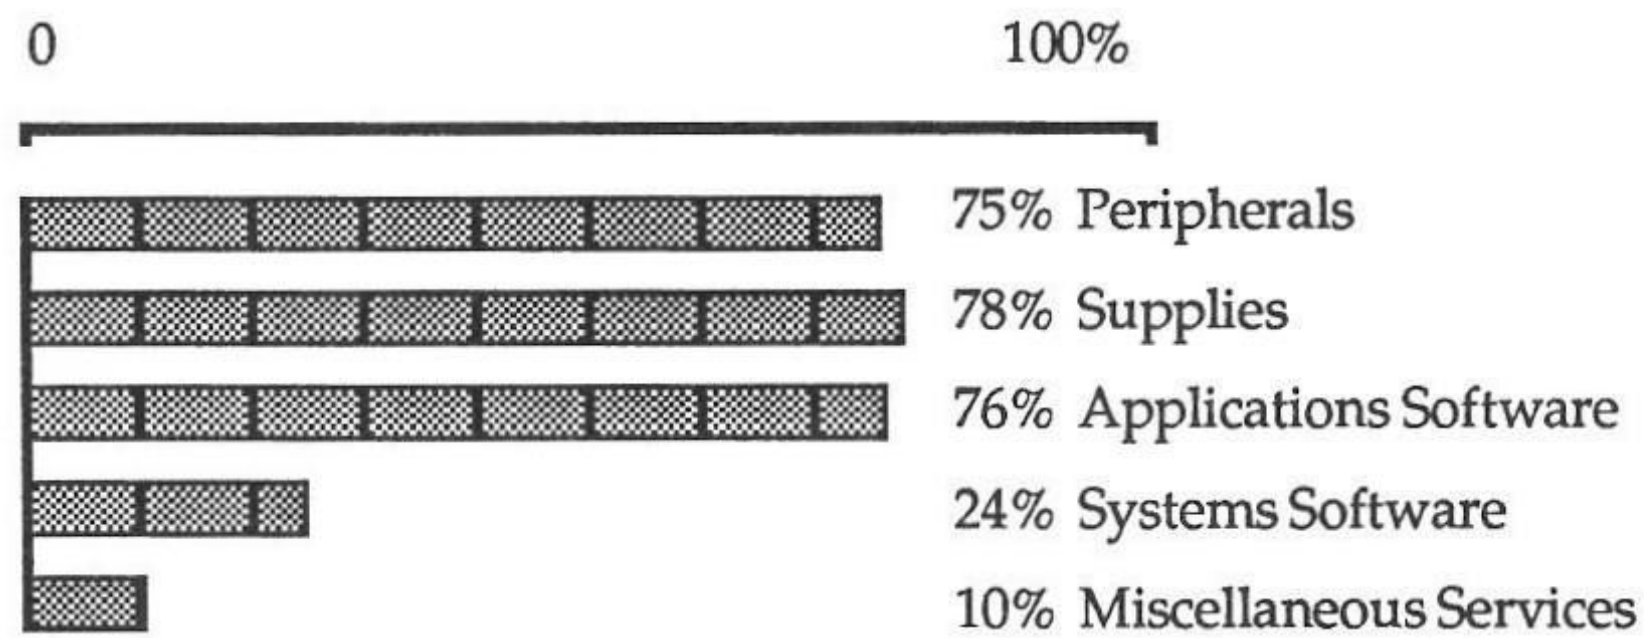 0 100%
75% Peripherals
78% Supplies
76% Applications Software
24% Systems Software
10% Miscellaneous Services